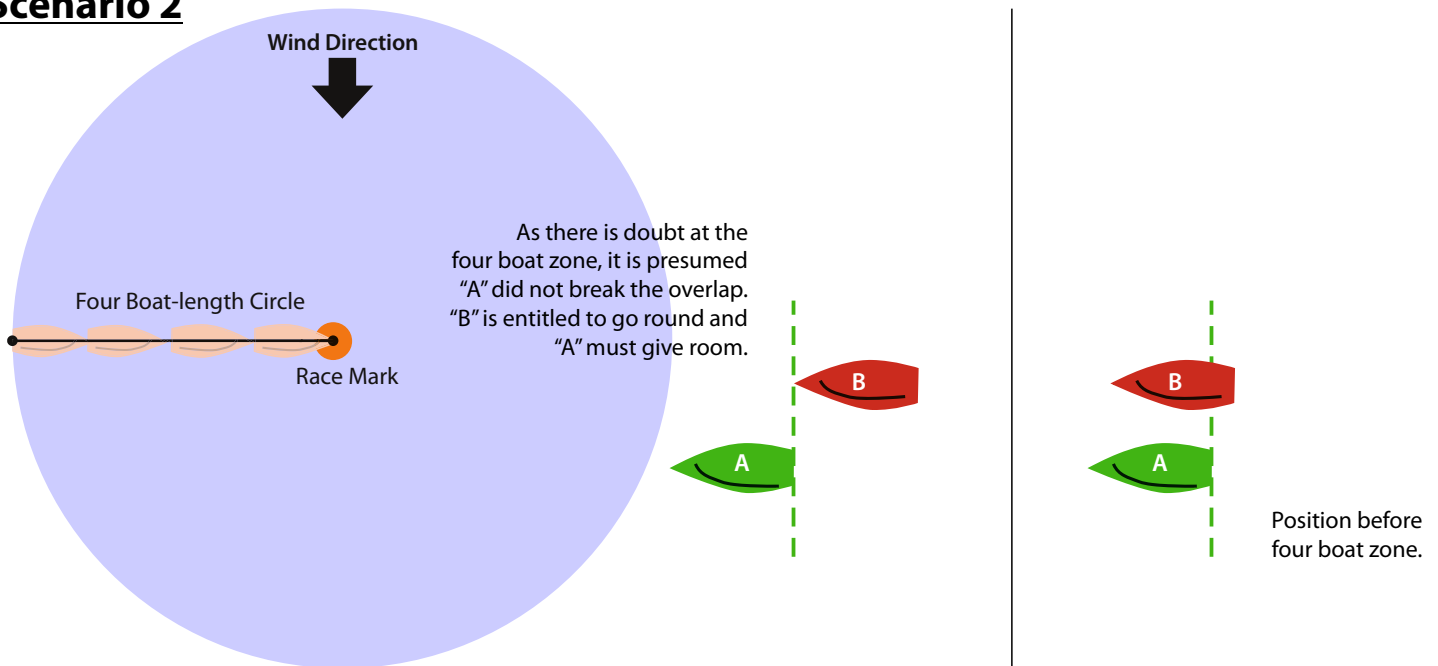 Scenario 2
Wind Direction
As there is doubt at the
four boat zone, it is presumed
“A” did not break the overlap.
“B” is entitled to go round and
“A” must give room.
Four Boat-length Circle
Race Mark
B
A
B
A
Position before
four boat zone.